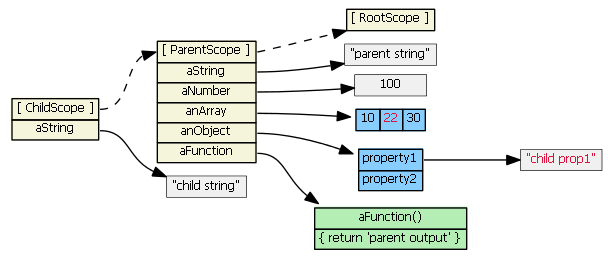 [ RootScope ]
[ ParentScope ]
"parent string"
aString
aNumber
100
[ ChildScope ]
anArray
10 22 30
aString
anObject
aFunction
property1
"child prop1"
property2
"child string"
aFunction()
{ return 'parent output' }